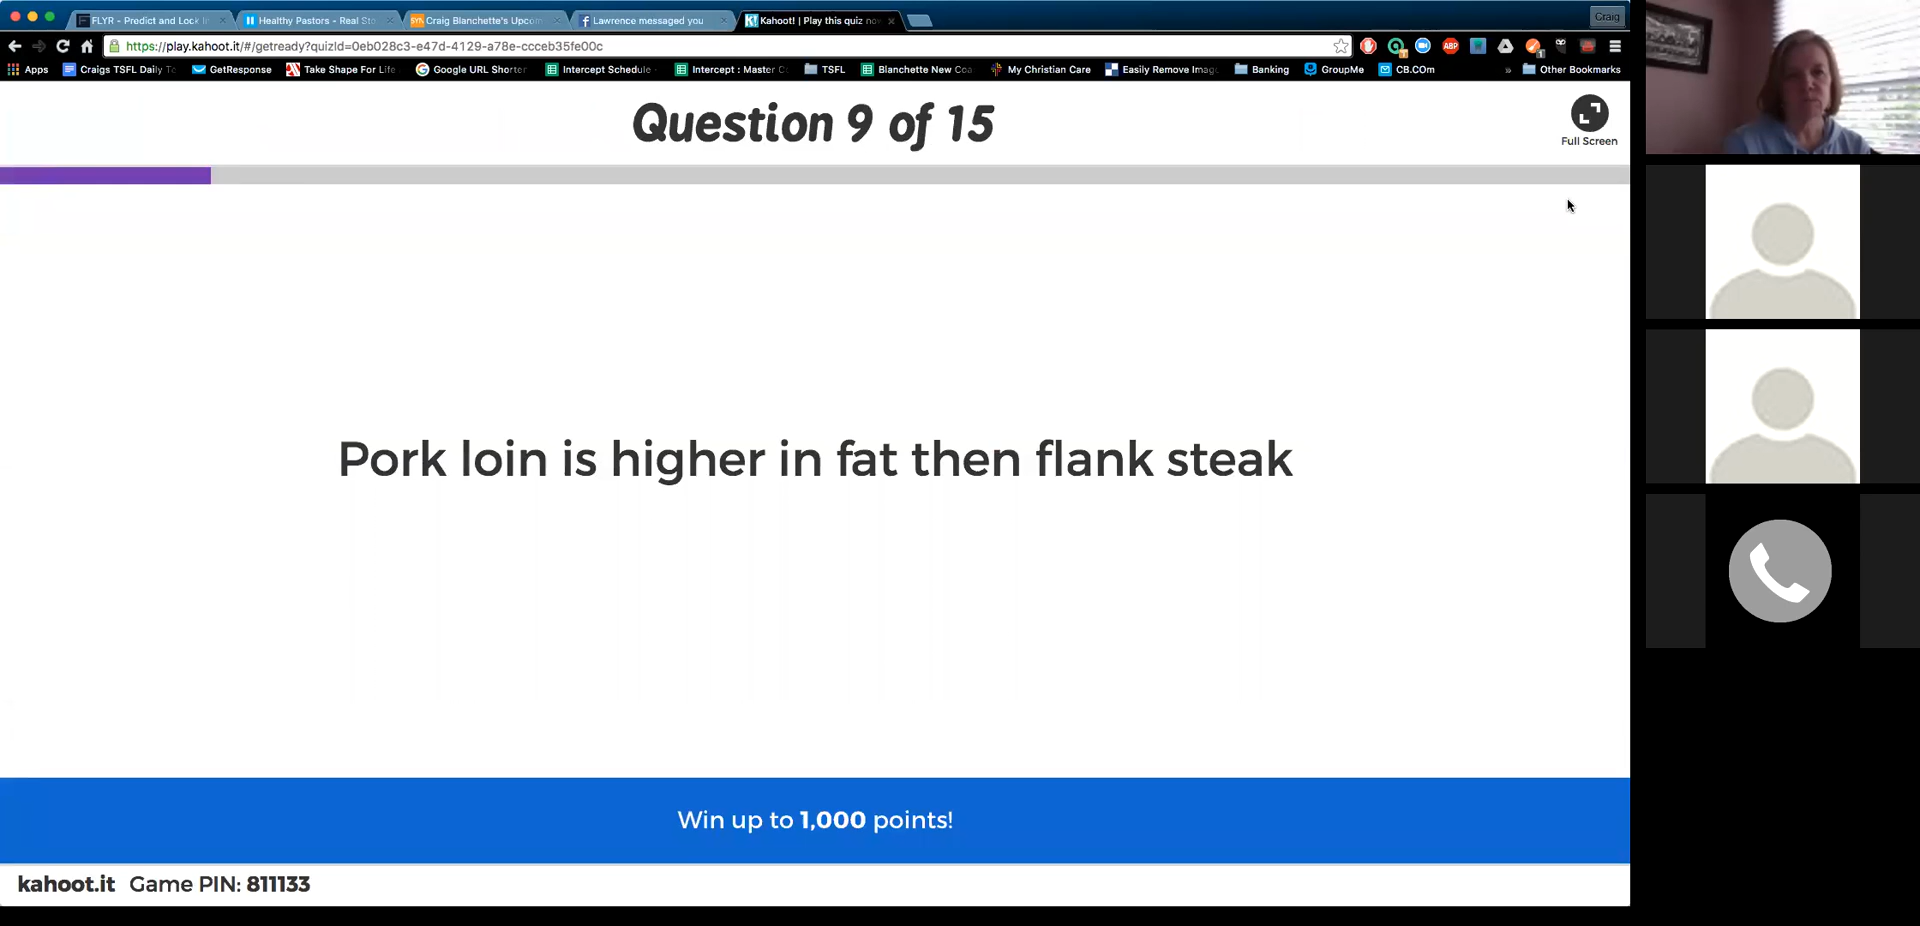 FLYR - Predict and Lock
Healthy Pastors - Real Sto
Craig Blanchette's Upcom
Lawrence messaged you
Kahoot! | Play this quiz no
Craig
https://play.kahoot.it/#/getready?quizId=0eb028c3-e47d-4129-a78e-ccceb35fe00c
Apps
Craigs TSFL Daily T
GetResponse
Take Shape For Life
Google URL Shorte
Intercept Schedule
Intercept : Master C
TSFL
Blanchette New Coa
My Christian Care
Easily Remove Imag
Banking
GroupMe
CB.COm
»
Other Bookmarks
Question 9 of 15
Full Screen
Pork loin is higher in fat then flank steak
Win up to 1,000 points!
kahoot.it Game PIN: 811133